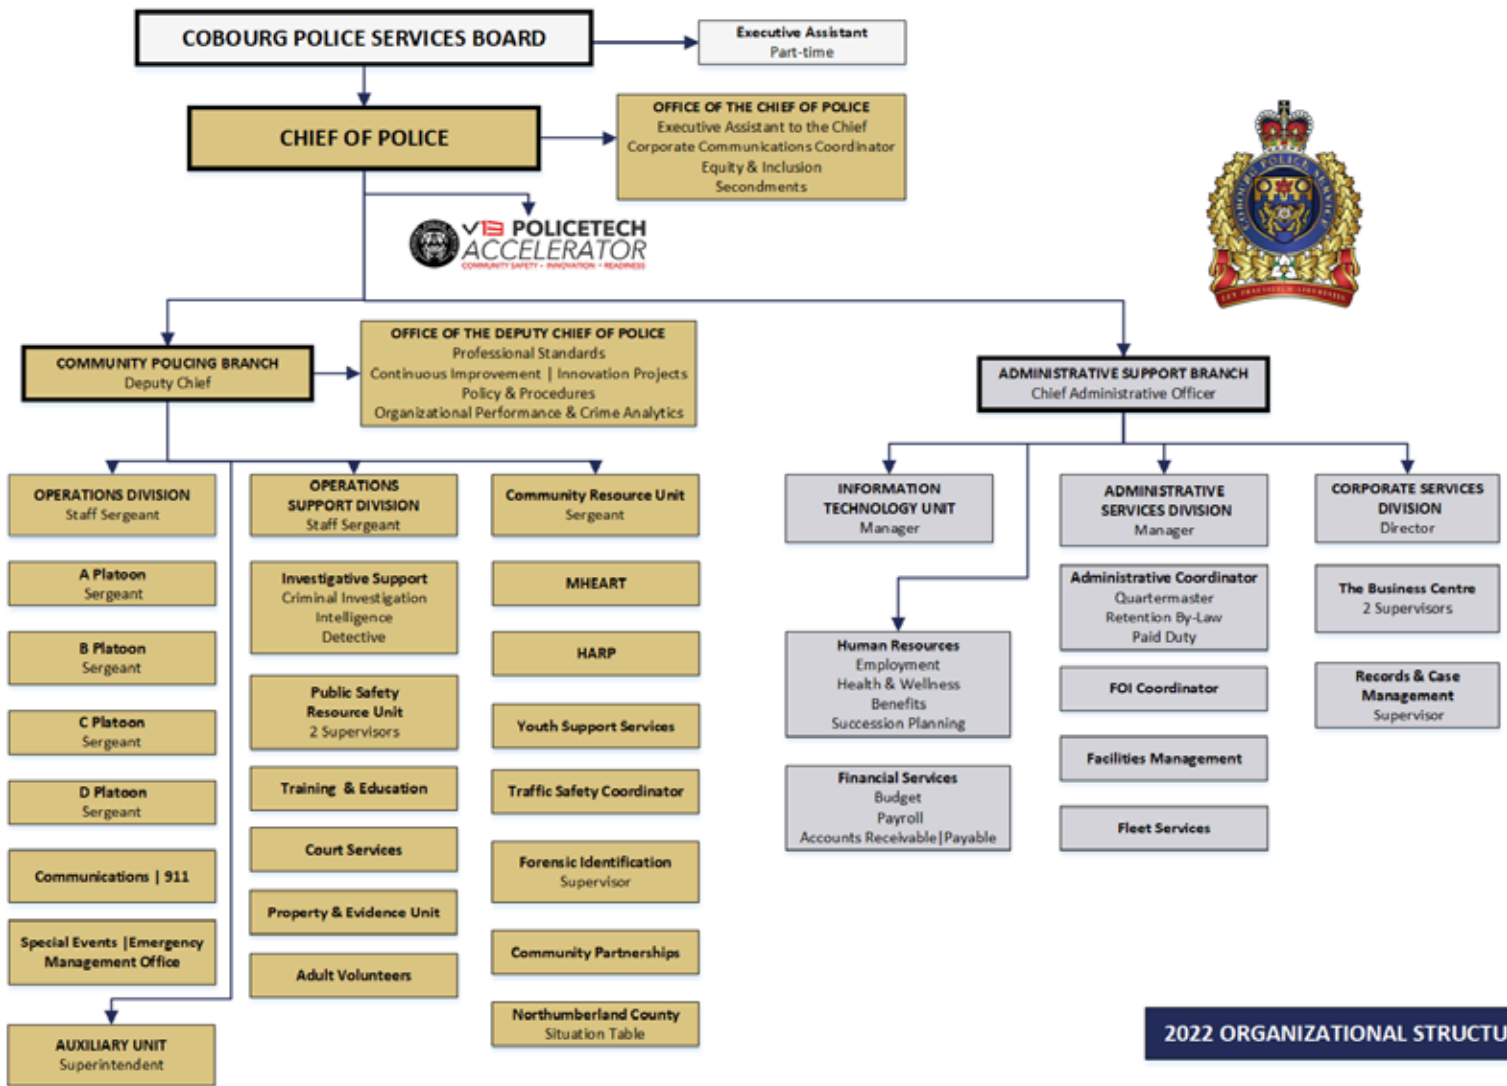 COBOURG POLICE SERVICES BOARD
Executive Assistant
Part-time
CHIEF OF POLICE
OFFICE OF THE CHIEF OF POLICE
Executive Assistant to the Chief
Corporate Communications Coordinator
Equity & Inclusion
Secondments
COBOURG POLICE SERVICE
V13 POLICETECH
ACCELERATOR
COMMUNITY SAFETY • INNOVATION • READINESS
COMMUNITY POLICING BRANCH
Deputy Chief
OFFICE OF THE DEPUTY CHIEF OF POLICE
Professional Standards
Continuous Improvement | Innovation Projects
Policy & Procedures
Organizational Performance & Crime Analytics
ADMINISTRATIVE SUPPORT BRANCH
Chief Administrative Officer
OPERATIONS DIVISION
Staff Sergeant
A Platoon
Sergeant
B Platoon
Sergeant
C Platoon
Sergeant
D Platoon
Sergeant
Communications | 911
Special Events |Emergency
Management Office
AUXILIARY UNIT
Superintendent
OPERATIONS
SUPPORT DIVISION
Staff Sergeant
Investigative Support
Criminal Investigation
Intelligence
Detective
Public Safety
Resource Unit
2 Supervisors
Training & Education
Court Services
Property & Evidence Unit
Adult Volunteers
Community Resource Unit
Sergeant
MHEART
HARP
Youth Support Services
Traffic Safety Coordinator
Forensic Identification
Supervisor
Community Partnerships
Northumberland County
Situation Table
INFORMATION
TECHNOLOGY UNIT
Manager
Human Resources
Employment
Health & Wellness
Benefits
Succession Planning
Financial Services
Budget
Payroll
Accounts Receivable|Payable
ADMINISTRATIVE
SERVICES DIVISION
Manager
Administrative Coordinator
Quartermaster
Retention By-Law
Paid Duty
FOI Coordinator
Facilities Management
Fleet Services
CORPORATE SERVICES
DIVISION
Director
The Business Centre
2 Supervisors
Records & Case
Management
Supervisor
2022 ORGANIZATIONAL STRUCTU